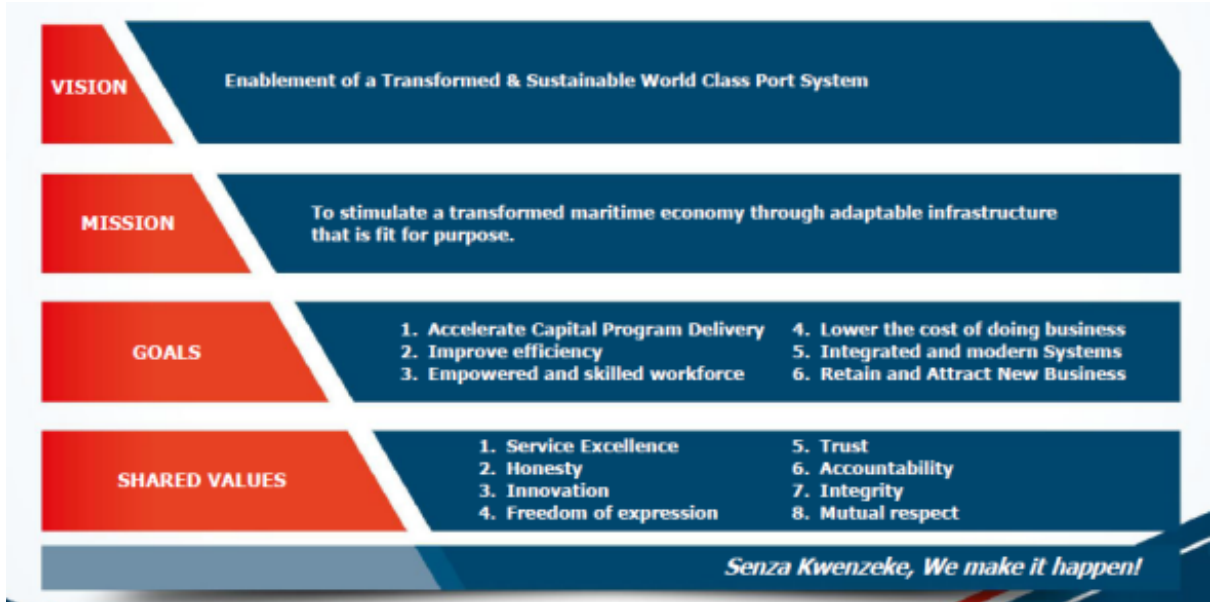 VISION
Enablement of a Transformed & Sustainable World Class Port System
MISSION
To stimulate a transformed maritime economy through adaptable infrastructure
that is fit for purpose.
GOALS
1. Accelerate Capital Program Delivery
2. Improve efficiency
3. Empowered and skilled workforce
4. Lower the cost of doing business
5. Integrated and modern Systems
6. Retain and Attract New Business
SHARED VALUES
1. Service Excellence
2. Honesty
3. Innovation
4. Freedom of expression
5. Trust
6. Accountability
7. Integrity
8. Mutual respect
Senza Kwenzeke, We make it happen!